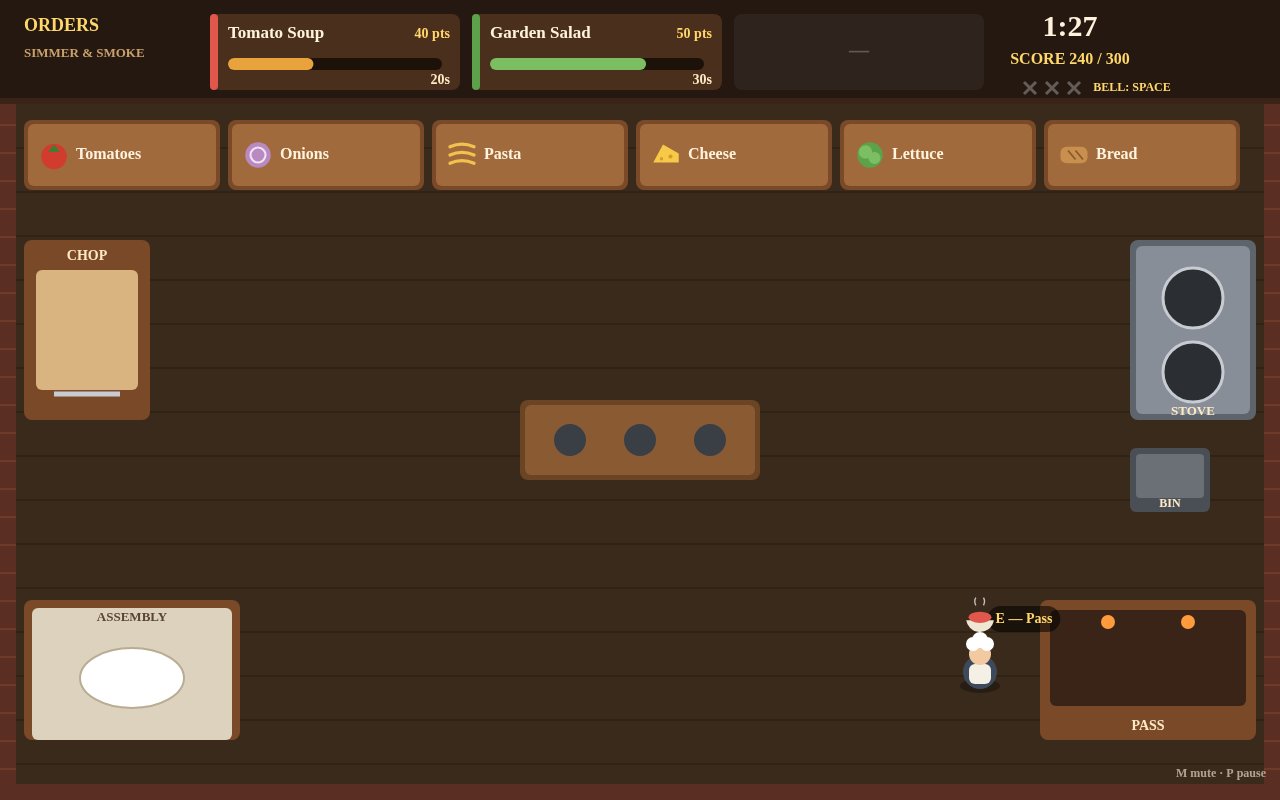 ORDERS
SIMMER & SMOKE
Tomato Soup 40 pts
20s
Garden Salad 50 pts
30s
—
1:27
SCORE 240 / 300
✕ ✕ ✕ BELL: SPACE
Tomatoes
Onions
Pasta
Cheese
Lettuce
Bread
CHOP
STOVE
BIN
ASSEMBLY
E — Pass
PASS
M mute · P pause